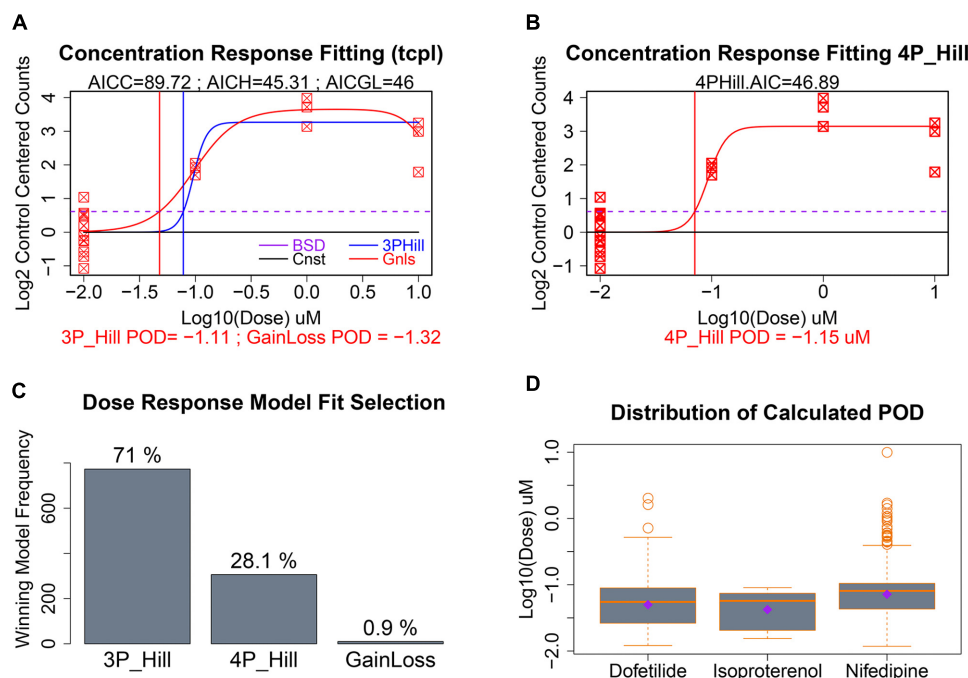 A
Concentration Response Fitting (tcpl)
AICC=89.72 ; AICH=45.31 ; AICGL=46
Log2 Control Centered Counts
4
3
2
1
0
−1
BSD
3PHill
Cnst
Gnls
−2.0 −1.5 −1.0 −0.5 0.0 0.5 1.0
Log10(Dose) uM
3P_Hill POD= −1.11 ; GainLoss POD = −1.32
B
Concentration Response Fitting 4P_Hill
4PHill.AIC=46.89
Log2 Control Centered Counts
4
3
2
1
0
−1
−2 −1 0 1
Log10(Dose) uM
4P_Hill POD = −1.15 uM
C
Dose Response Model Fit Selection
Winning Model Frequency
600
200
0
71 %
28.1 %
0.9 %
3P_Hill 4P_Hill GainLoss
D
Distribution of Calculated POD
Log10(Dose) uM
1.0
0.0
−1.0
−2.0
Dofetilide Isoproterenol Nifedipine